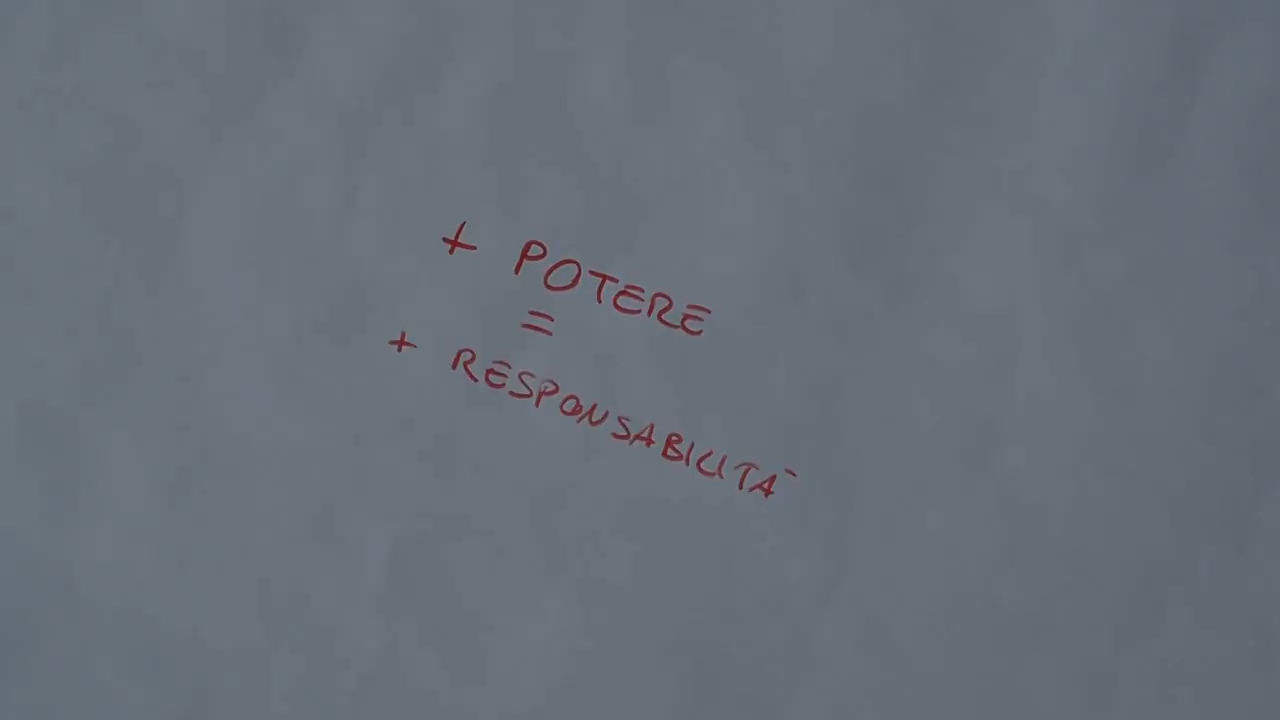 + POTERE
=
+ RESPONSABILITÀ